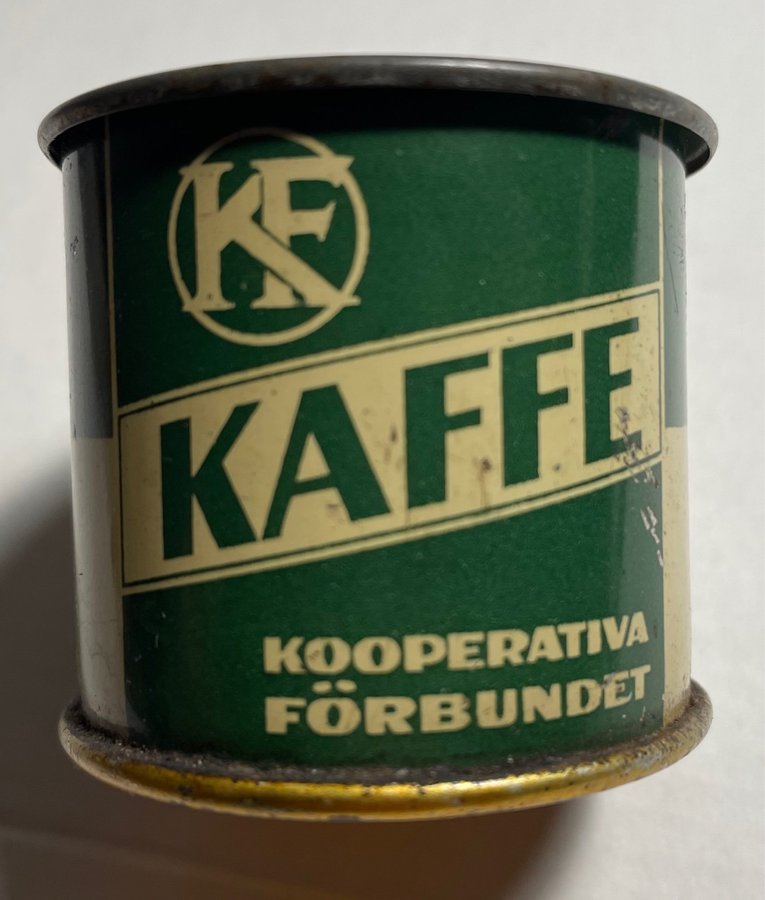 KF
KAFFE
KOOPERATIVA
FÖRBUNDET